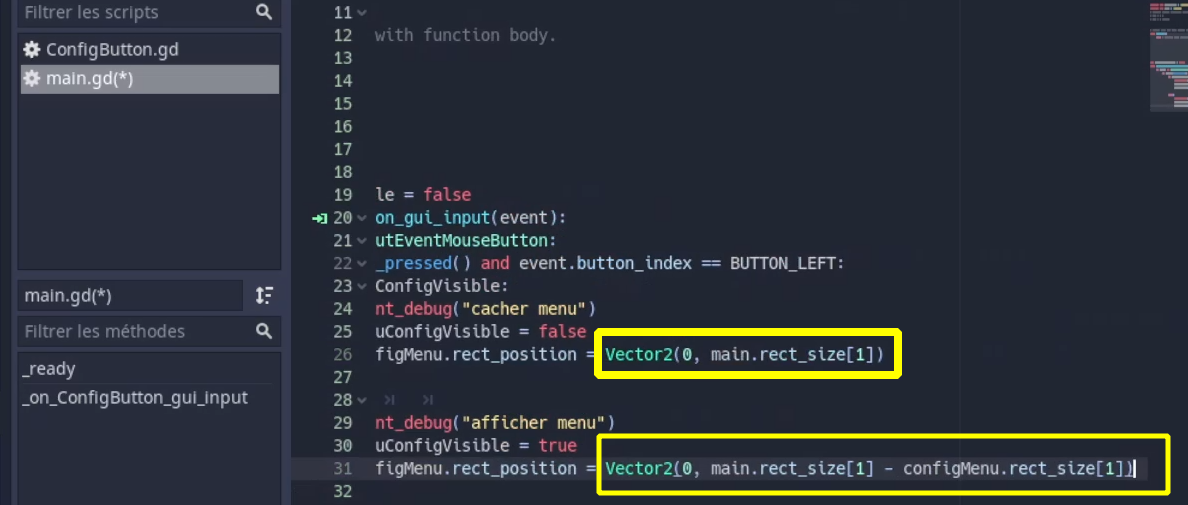 Filtrer les scripts
ConfigButton.gd
main.gd(*)
main.gd(*)
Filtrer les méthodes
_ready
_on_ConfigButton_gui_input
11
12 with function body.
13
14
15
16
17
18
19 le = false
20 on_gui_input(event):
21 utEventMouseButton:
22 _pressed() and event.button_index == BUTTON_LEFT:
23 ConfigVisible:
24 nt_debug("cacher menu")
25 uConfigVisible = false
26 figMenu.rect_position = Vector2(0, main.rect_size[1])
27
28
29 nt_debug("afficher menu")
30 uConfigVisible = true
31 figMenu.rect_position = Vector2(0, main.rect_size[1] - configMenu.rect_size[1])
32